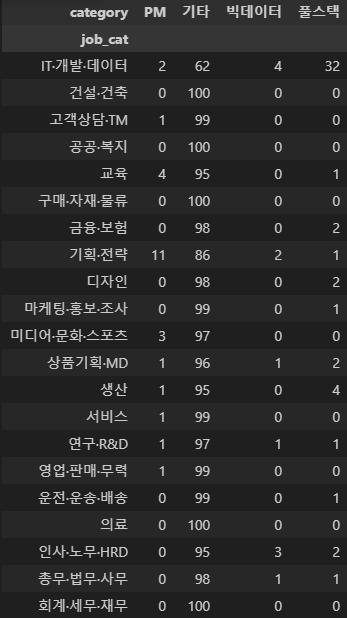 category PM 기타 빅데이터 풀스택
job_cat
IT·개발·데이터 2 62 4 32
건설·건축 0 100 0 0
고객상담·TM 1 99 0 0
공공·복지 0 100 0 0
교육 4 95 0 1
구매·자재·물류 0 100 0 0
금융·보험 0 98 0 2
기획·전략 11 86 2 1
디자인 0 98 0 2
마케팅·홍보·조사 0 99 0 1
미디어·문화·스포츠 3 97 0 0
상품기획·MD 1 96 1 2
생산 1 95 0 4
서비스 1 99 0 0
연구·R&D 1 97 1 1
영업·판매·무력 1 99 0 0
운전·운송·배송 0 99 0 1
의료 0 100 0 0
인사·노무·HRD 0 95 3 2
총무·법무·사무 0 98 1 1
회계·세무·재무 0 100 0 0